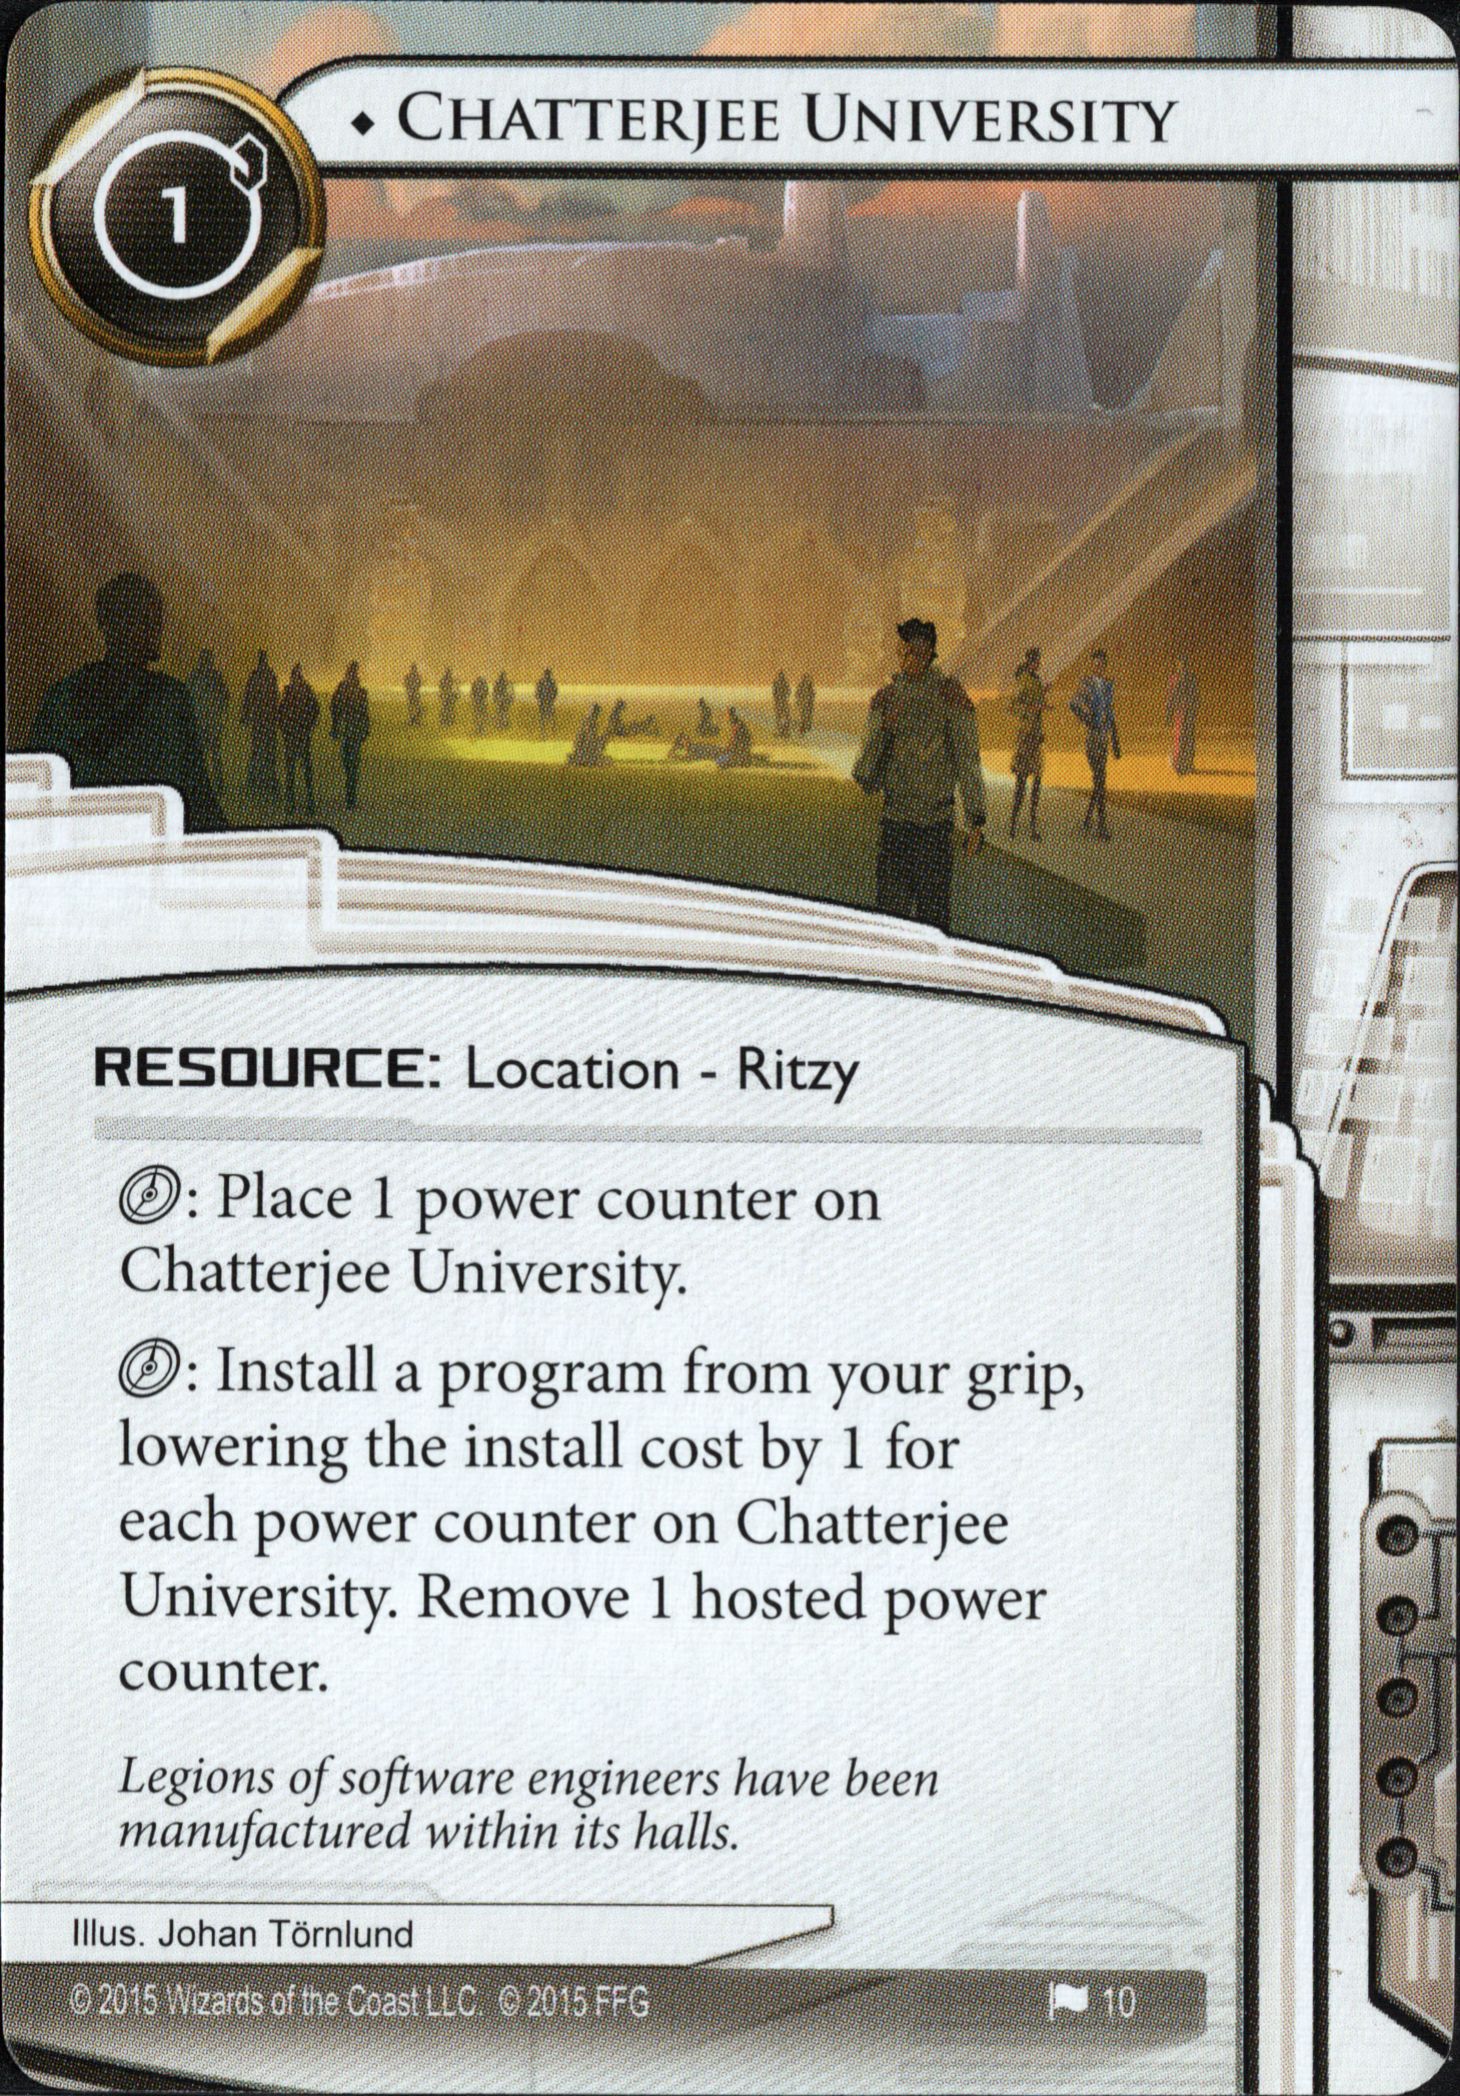 ◆ CHATTERJEE UNIVERSITY
1
RESOURCE: Location - Ritzy
: Place 1 power counter on
Chatterjee University.
: Install a program from your grip,
lowering the install cost by 1 for
each power counter on Chatterjee
University. Remove 1 hosted power
counter.
Legions of software engineers have been
manufactured within its halls.
Illus. Johan Törnlund
© 2015 Wizards of the Coast LLC. © 2015 FFG
10